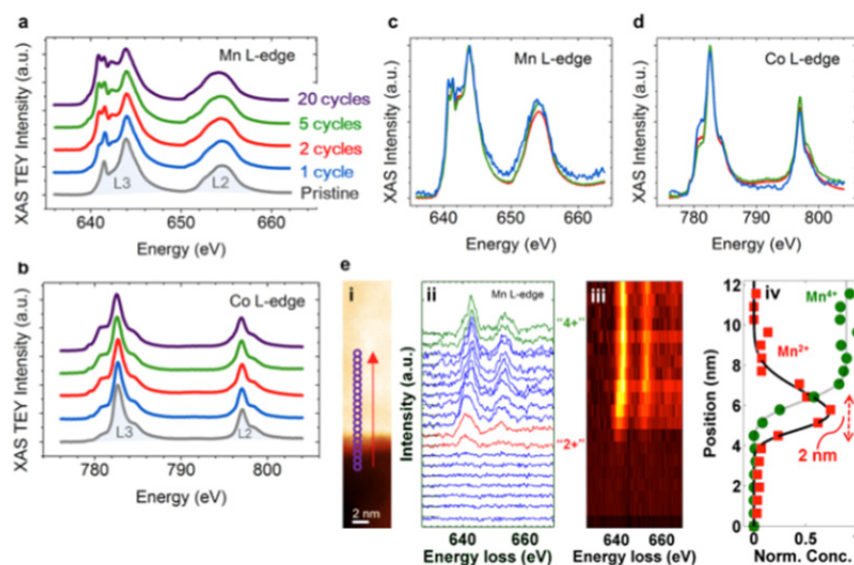 a
Mn L-edge
XAS TEY Intensity (a.u.)
20 cycles
5 cycles
2 cycles
1 cycle
Pristine
L3
L2
640 650 660
Energy (eV)
b
Co L-edge
XAS TEY Intensity (a.u.)
L3
L2
780 790 800
Energy (eV)
c
Mn L-edge
XAS Intensity (a.u.)
640 650 660
Energy (eV)
d
Co L-edge
XAS Intensity (a.u.)
780 790 800
Energy (eV)
e
i
2 nm
ii
Mn L-edge
Intensity (a.u.)
"4+"
"2+"
640 660
Energy loss (eV)
iii
640 660
Energy loss (eV)
iv
Mn4+
Mn2+
2 nm
Position (nm)
12
10
8
6
4
2
0
0 0.5
Norm. Conc.